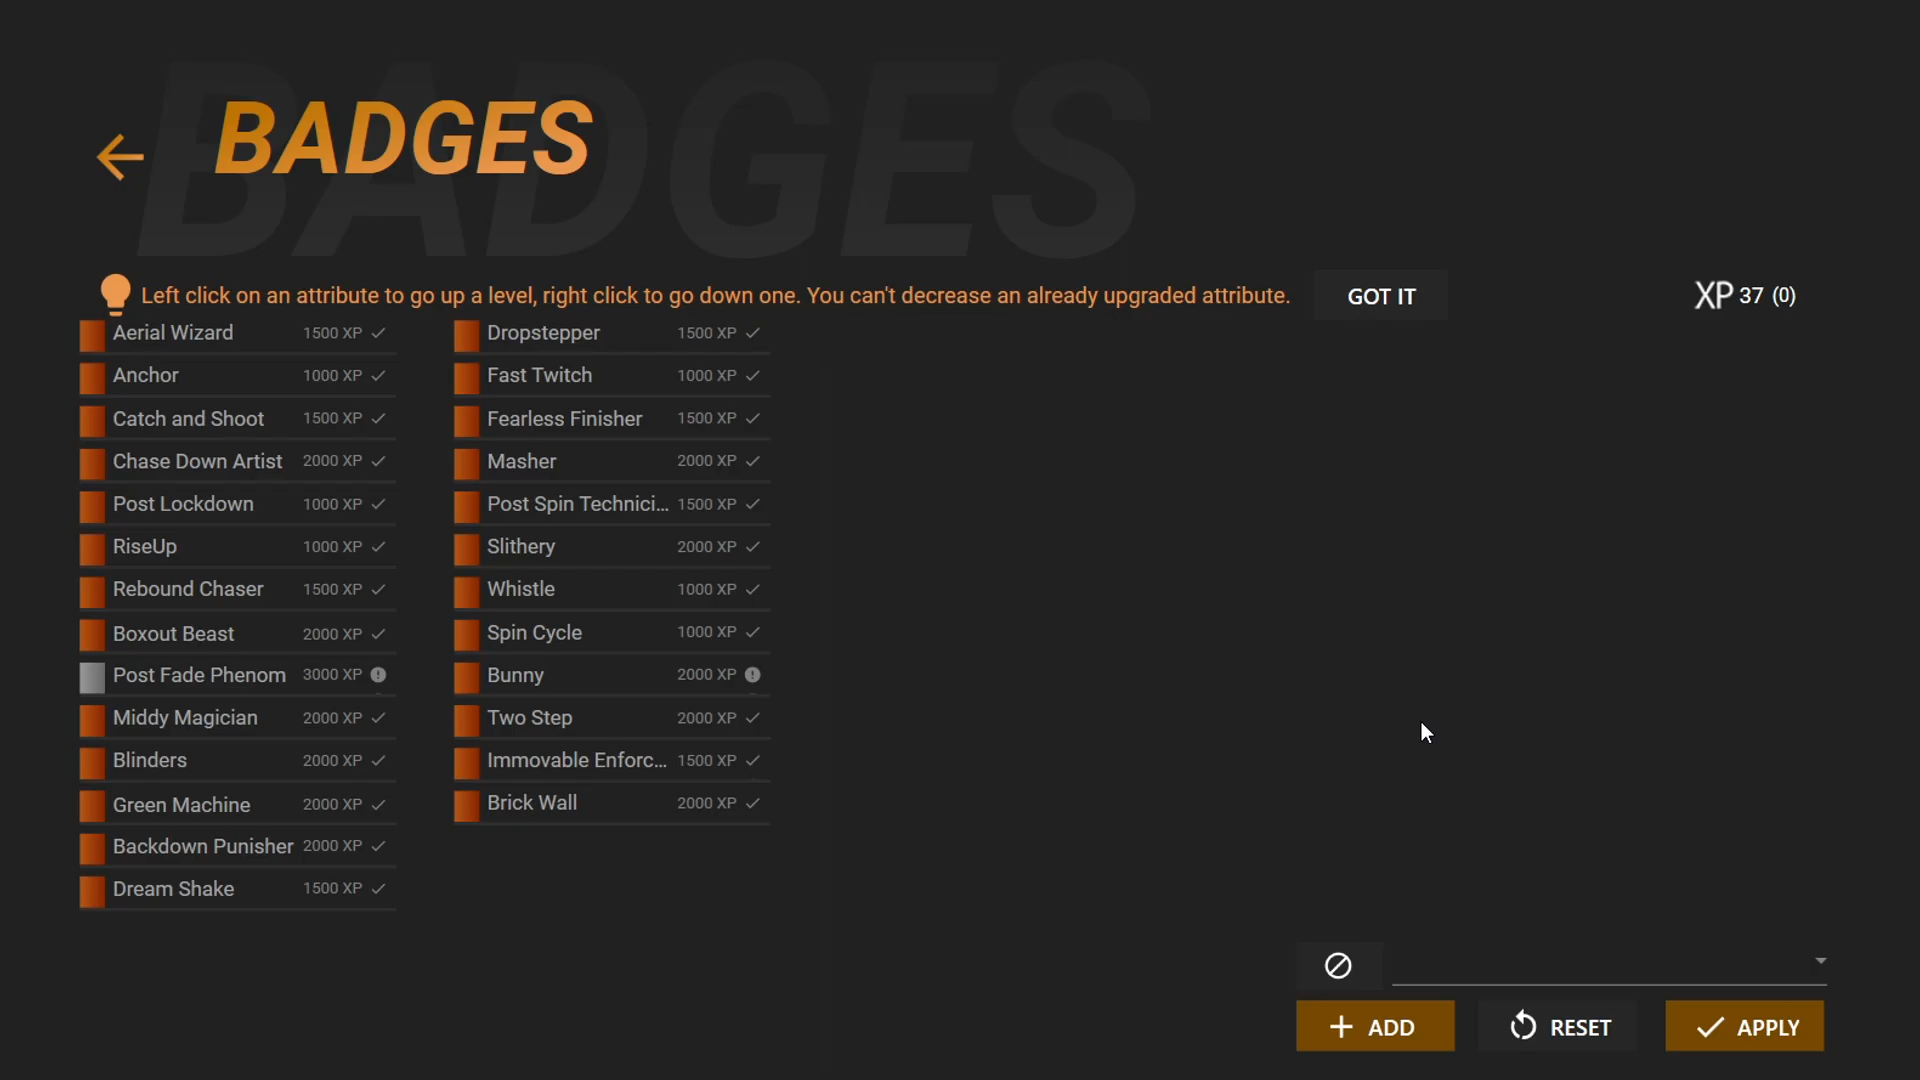 BADGES
BADGES
Left click on an attribute to go up a level, right click to go down one. You can't decrease an already upgraded attribute.
GOT IT
XP 37 (0)
Aerial Wizard 1500 XP
Anchor 1000 XP
Catch and Shoot 1500 XP
Chase Down Artist 2000 XP
Post Lockdown 1000 XP
RiseUp 1000 XP
Rebound Chaser 1500 XP
Boxout Beast 2000 XP
Post Fade Phenom 3000 XP
Middy Magician 2000 XP
Blinders 2000 XP
Green Machine 2000 XP
Backdown Punisher 2000 XP
Dream Shake 1500 XP
Dropstepper 1500 XP
Fast Twitch 1000 XP
Fearless Finisher 1500 XP
Masher 2000 XP
Post Spin Technici... 1500 XP
Slithery 2000 XP
Whistle 1000 XP
Spin Cycle 1000 XP
Bunny 2000 XP
Two Step 2000 XP
Immovable Enforc... 1500 XP
Brick Wall 2000 XP
ADD
RESET
APPLY